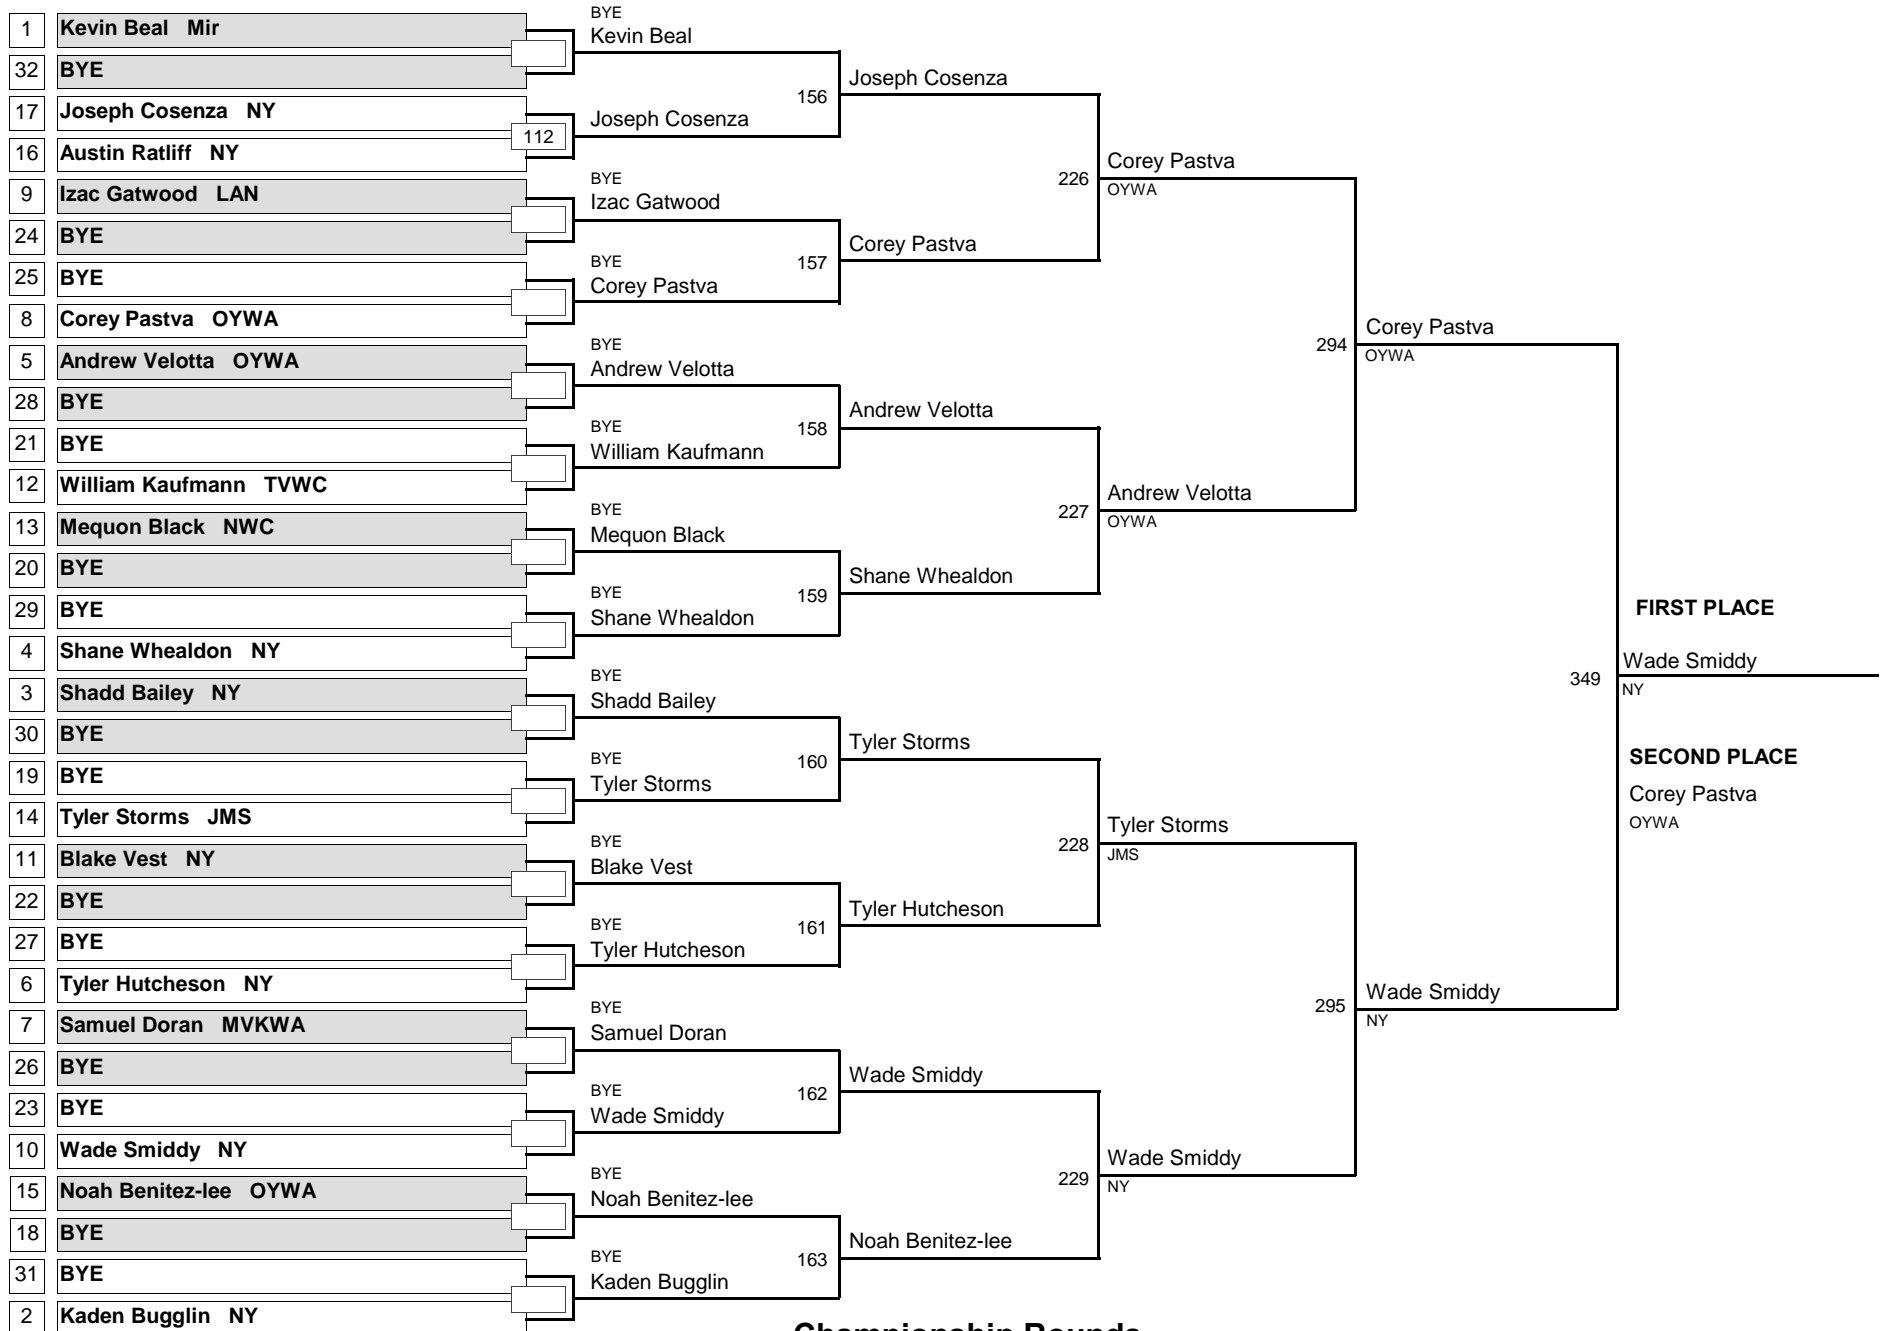 1 Kevin Beal Mir
32 BYE
17 Joseph Cosenza NY
112
16 Austin Ratliff NY
9 Izac Gatwood LAN
24 BYE
25 BYE
8 Corey Pastva OYWA
5 Andrew Velotta OYWA
28 BYE
21 BYE
12 William Kaufmann TVWC
13 Mequon Black NWC
20 BYE
29 BYE
4 Shane Whealdon NY
3 Shadd Bailey NY
30 BYE
19 BYE
14 Tyler Storms JMS
11 Blake Vest NY
22 BYE
27 BYE
6 Tyler Hutcheson NY
7 Samuel Doran MVKWA
26 BYE
23 BYE
10 Wade Smiddy NY
15 Noah Benitez-lee OYWA
18 BYE
31 BYE
2 Kaden Bugglin NY
BYE
Kevin Beal
156
Joseph Cosenza
BYE
Izac Gatwood
BYE
157
Corey Pastva
BYE
Andrew Velotta
BYE
158
William Kaufmann
BYE
Mequon Black
BYE
159
Shane Whealdon
BYE
Shadd Bailey
BYE
160
Tyler Storms
BYE
Blake Vest
BYE
161
Tyler Hutcheson
BYE
Samuel Doran
BYE
162
Wade Smiddy
BYE
Noah Benitez-lee
BYE
163
Kaden Bugglin
Joseph Cosenza
226
Corey Pastva
Andrew Velotta
227
Shane Whealdon
Tyler Storms
228
Tyler Hutcheson
Wade Smiddy
229
Noah Benitez-lee
Corey Pastva
OYWA
294
Andrew Velotta
OYWA
Tyler Storms
JMS
295
Wade Smiddy
NY
Corey Pastva
OYWA
349
Wade Smiddy
NY
FIRST PLACE
Wade Smiddy
NY
SECOND PLACE
Corey Pastva
OYWA
Championship Rounds